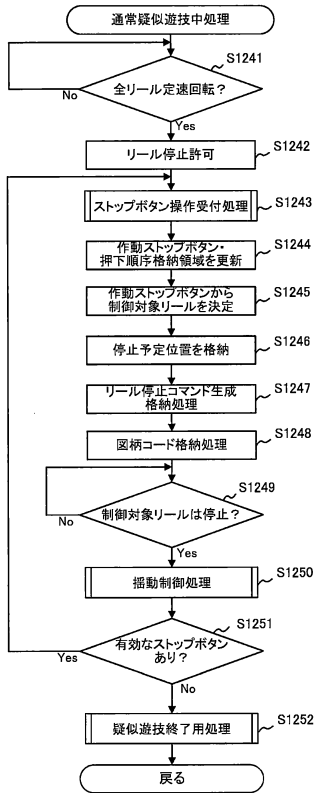 通常疑似遊技中処理
S1241
全リール定速回転？
No
Yes
リール停止許可
S1242
ストップボタン操作受付処理
S1243
作動ストップボタン・
押下順序格納領域を更新
S1244
作動ストップボタンから
制御対象リールを決定
S1245
停止予定位置を格納
S1246
リール停止コマンド生成
格納処理
S1247
図柄コード格納処理
S1248
S1249
制御対象リールは停止？
No
Yes
揺動制御処理
S1250
S1251
有効なストップボタン
あり？
Yes
No
疑似遊技終了用処理
S1252
戻る